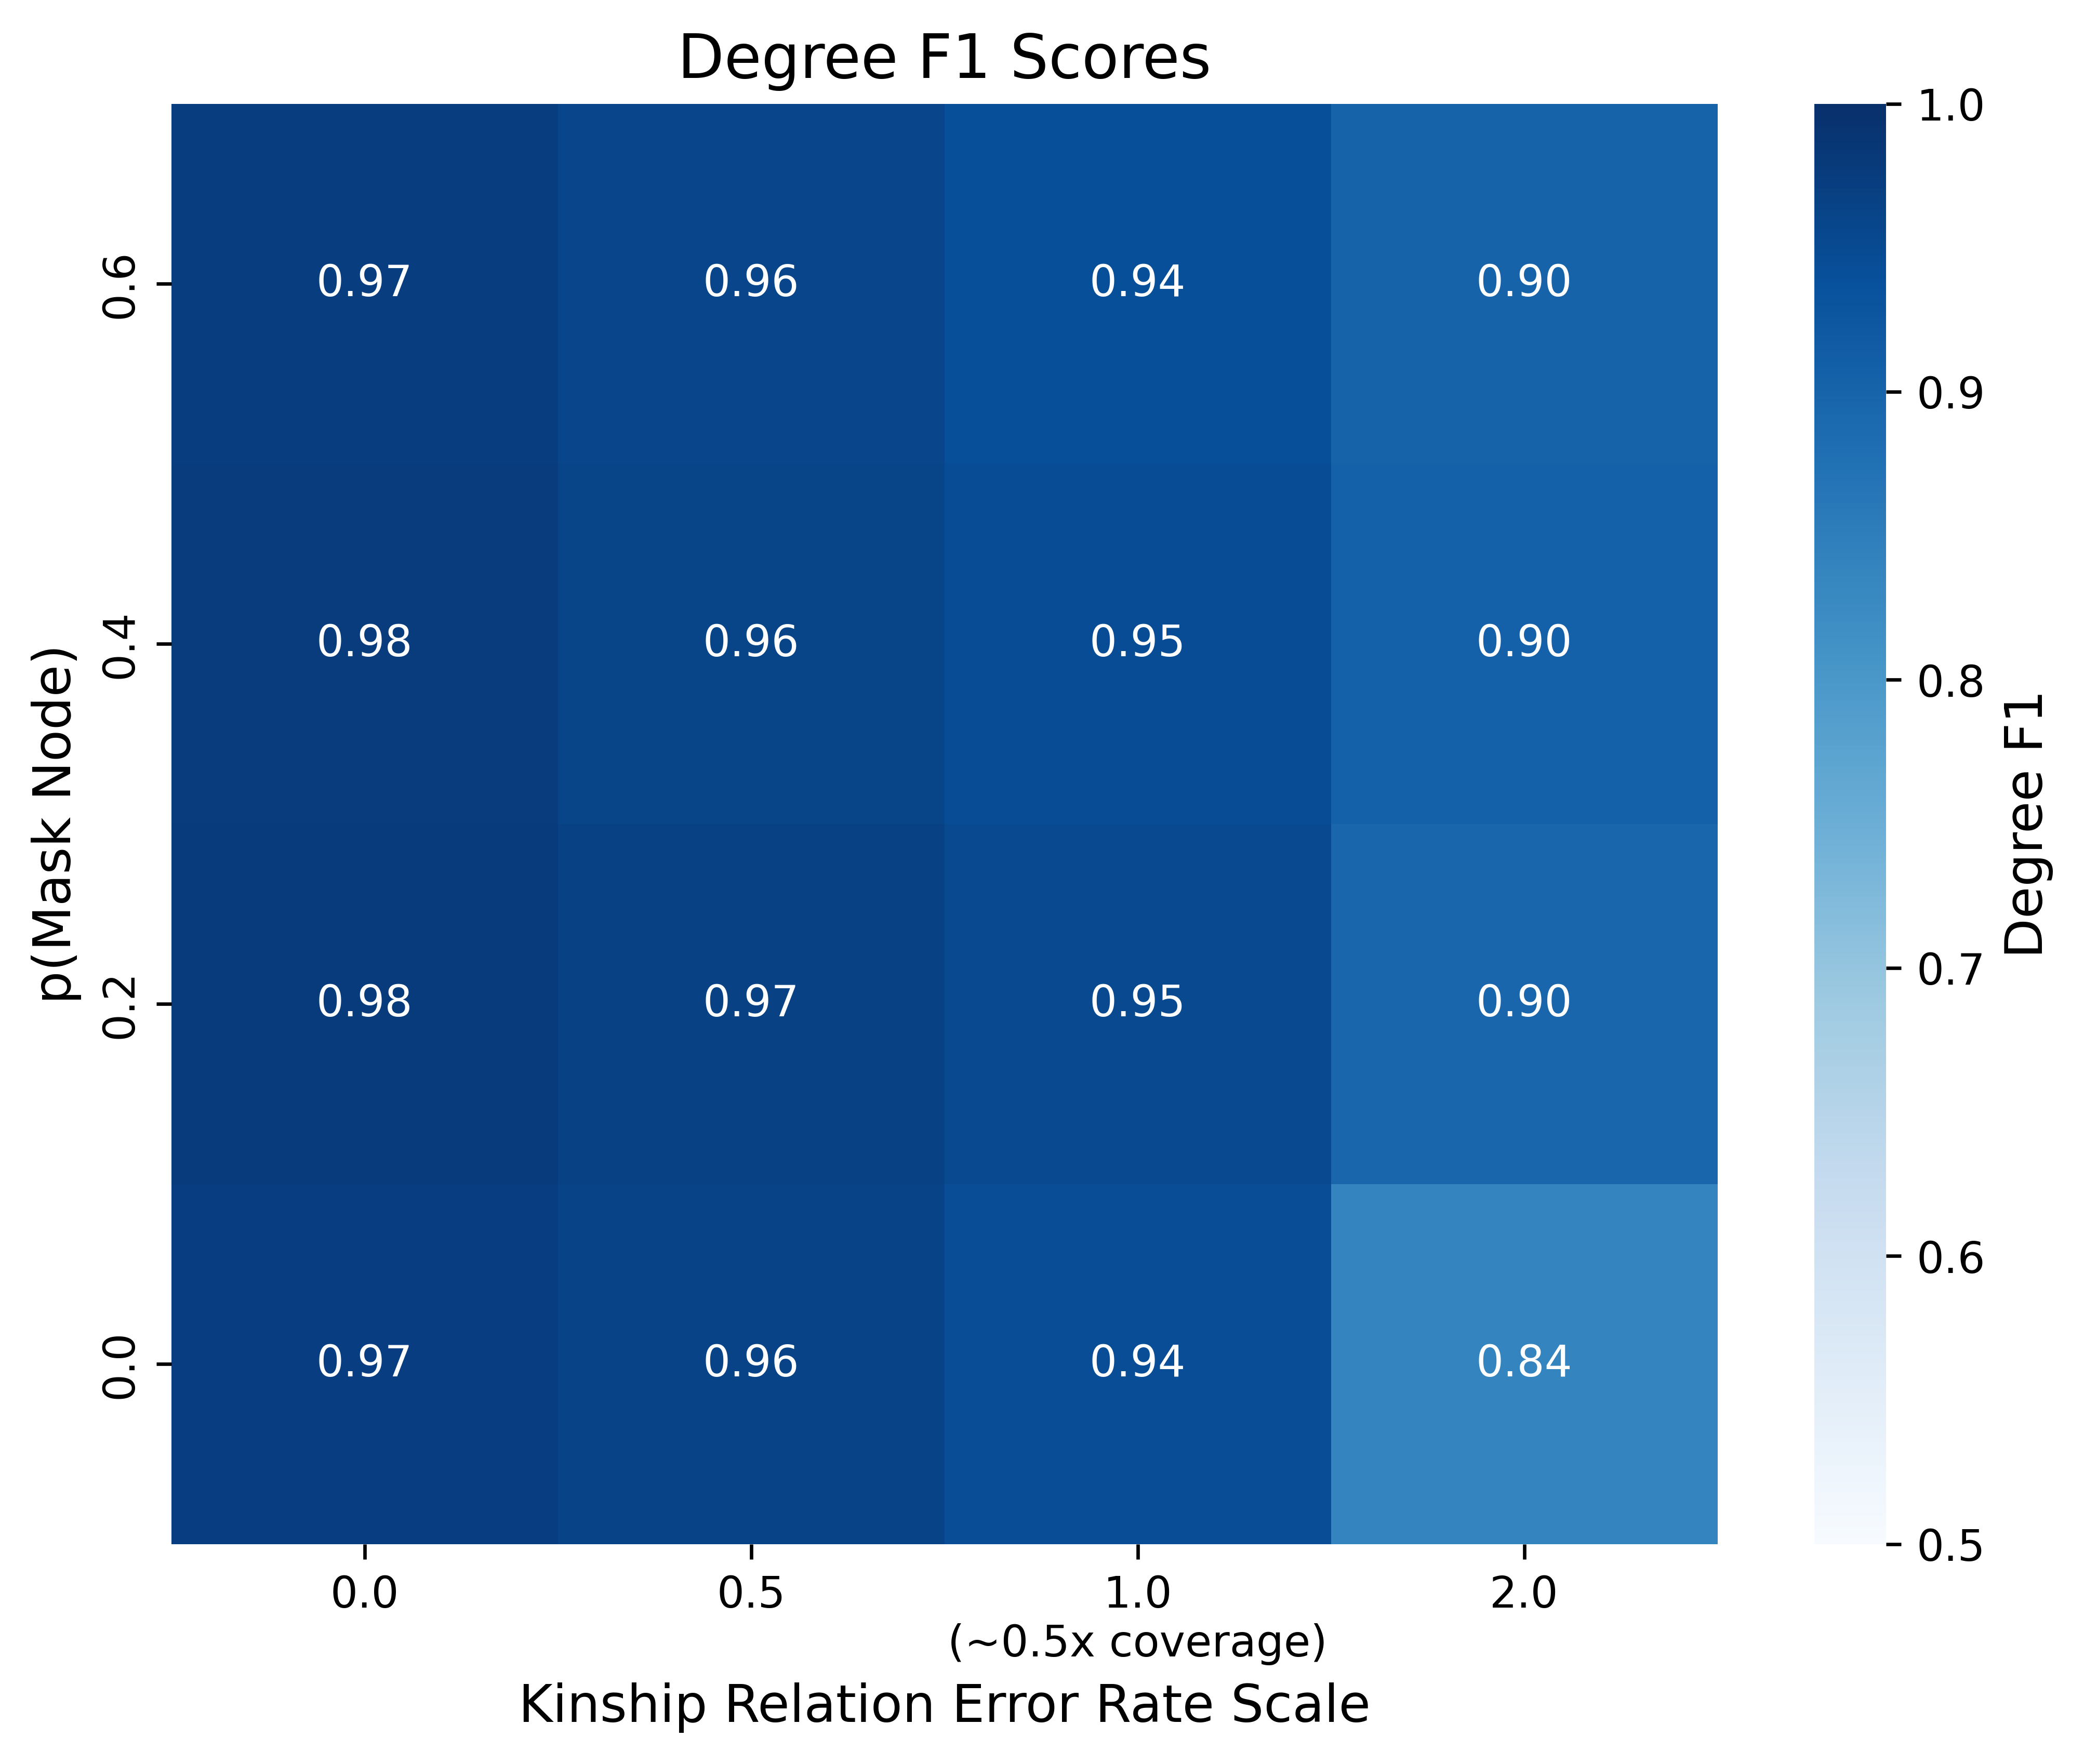 Degree F1 Scores
p(Mask Node)
0.6
0.97 0.96 0.94 0.90
0.4
0.98 0.96 0.95 0.90
0.2
0.98 0.97 0.95 0.90
0.0
0.97 0.96 0.94 0.84
0.0 0.5 1.0 2.0
(~0.5x coverage)
Kinship Relation Error Rate Scale
1.0
0.9
0.8
0.7
0.6
0.5
Degree F1